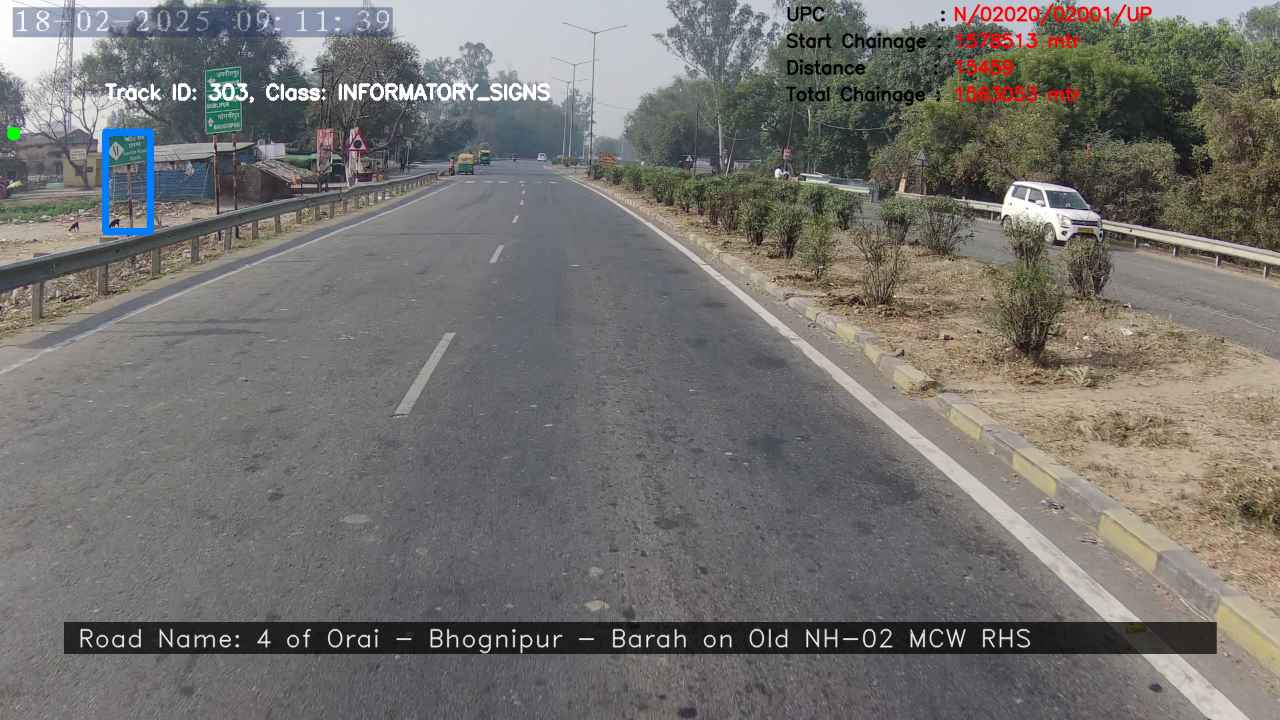 18-02-2025 09:11:39
UPC : N/02020/02001/UP
Start Chainage : 1578513 mtr
Distance : 15459
Total Chainage : 1563053 mtr
Track ID: 303, Class: INFORMATORY_SIGNS
Road Name: 4 of Orai - Bhognipur - Barah on Old NH-02 MCW RHS